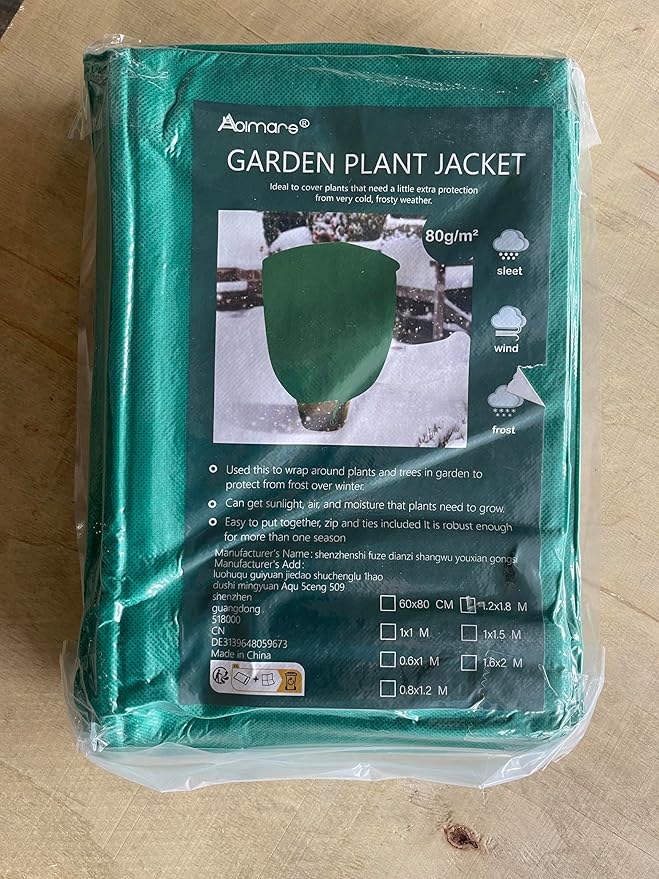 Aoimare®
GARDEN PLANT JACKET
Ideal to cover plants that need a little extra protection
from very cold, frosty weather.
80g/m²
sleet
wind
frost
Used this to wrap around plants and trees in garden to
protect from frost over winter.
Can get sunlight, air, and moisture that plants need to grow.
Easy to put together, zip and ties included It is robust enough
for more than one season
Manufacturer's Name: shenzhenshi fuze dianzi shangwu youxian gongsi
Manufacturer's Add:
luohuqu guiyuan jiedao shuchenglu 1hao
dushi mingyuan Aqu 5ceng 509
shenzhen
guangdong
518000
CN
DE3139648059673
Made in China
60x80 CM
1.2x1.8 M
1x1 M
1x1.5 M
0.6x1 M
1.6x2 M
0.8x1.2 M